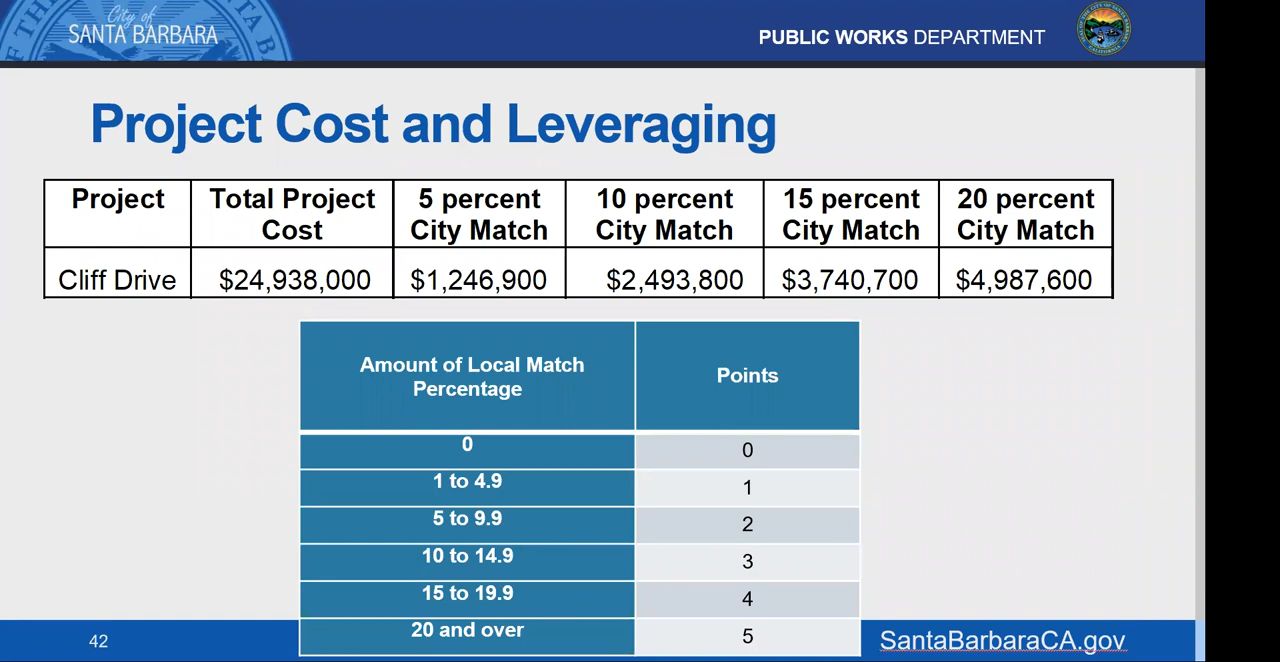 City of
SANTA BARBARA
PUBLIC WORKS DEPARTMENT
Project Cost and Leveraging
Project
Total Project
Cost
5 percent
City Match
10 percent
City Match
15 percent
City Match
20 percent
City Match
Cliff Drive $24,938,000 $1,246,900 $2,493,800 $3,740,700 $4,987,600
Amount of Local Match
Percentage
Points
0 0
1 to 4.9 1
5 to 9.9 2
10 to 14.9 3
15 to 19.9 4
20 and over 5
42
SantaBarbaraCA.gov